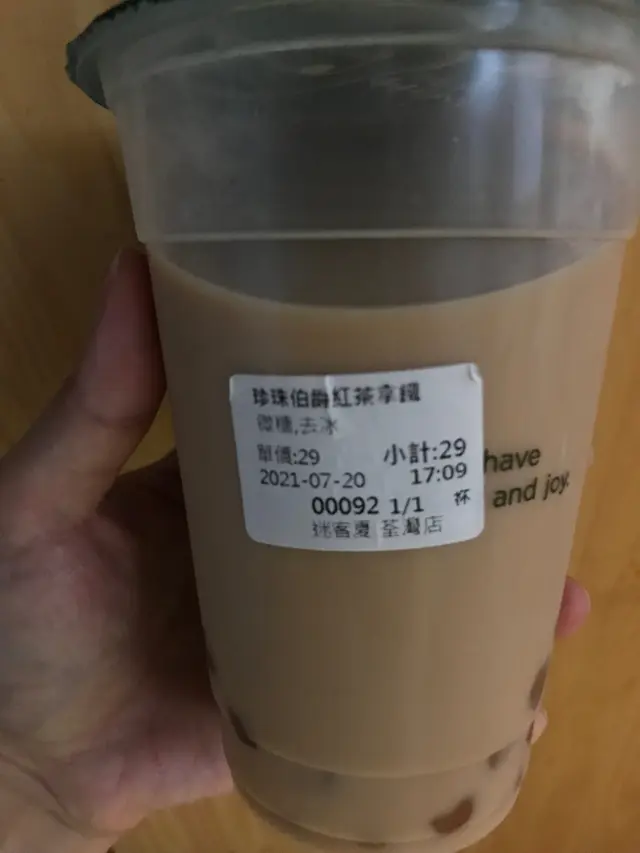 珍珠伯爵紅茶拿鐵
微糖,去冰
單價:29 小計:29
2021-07-20 17:09
00092 1/1 杯
迷客夏 荃灣店
have
and joy.